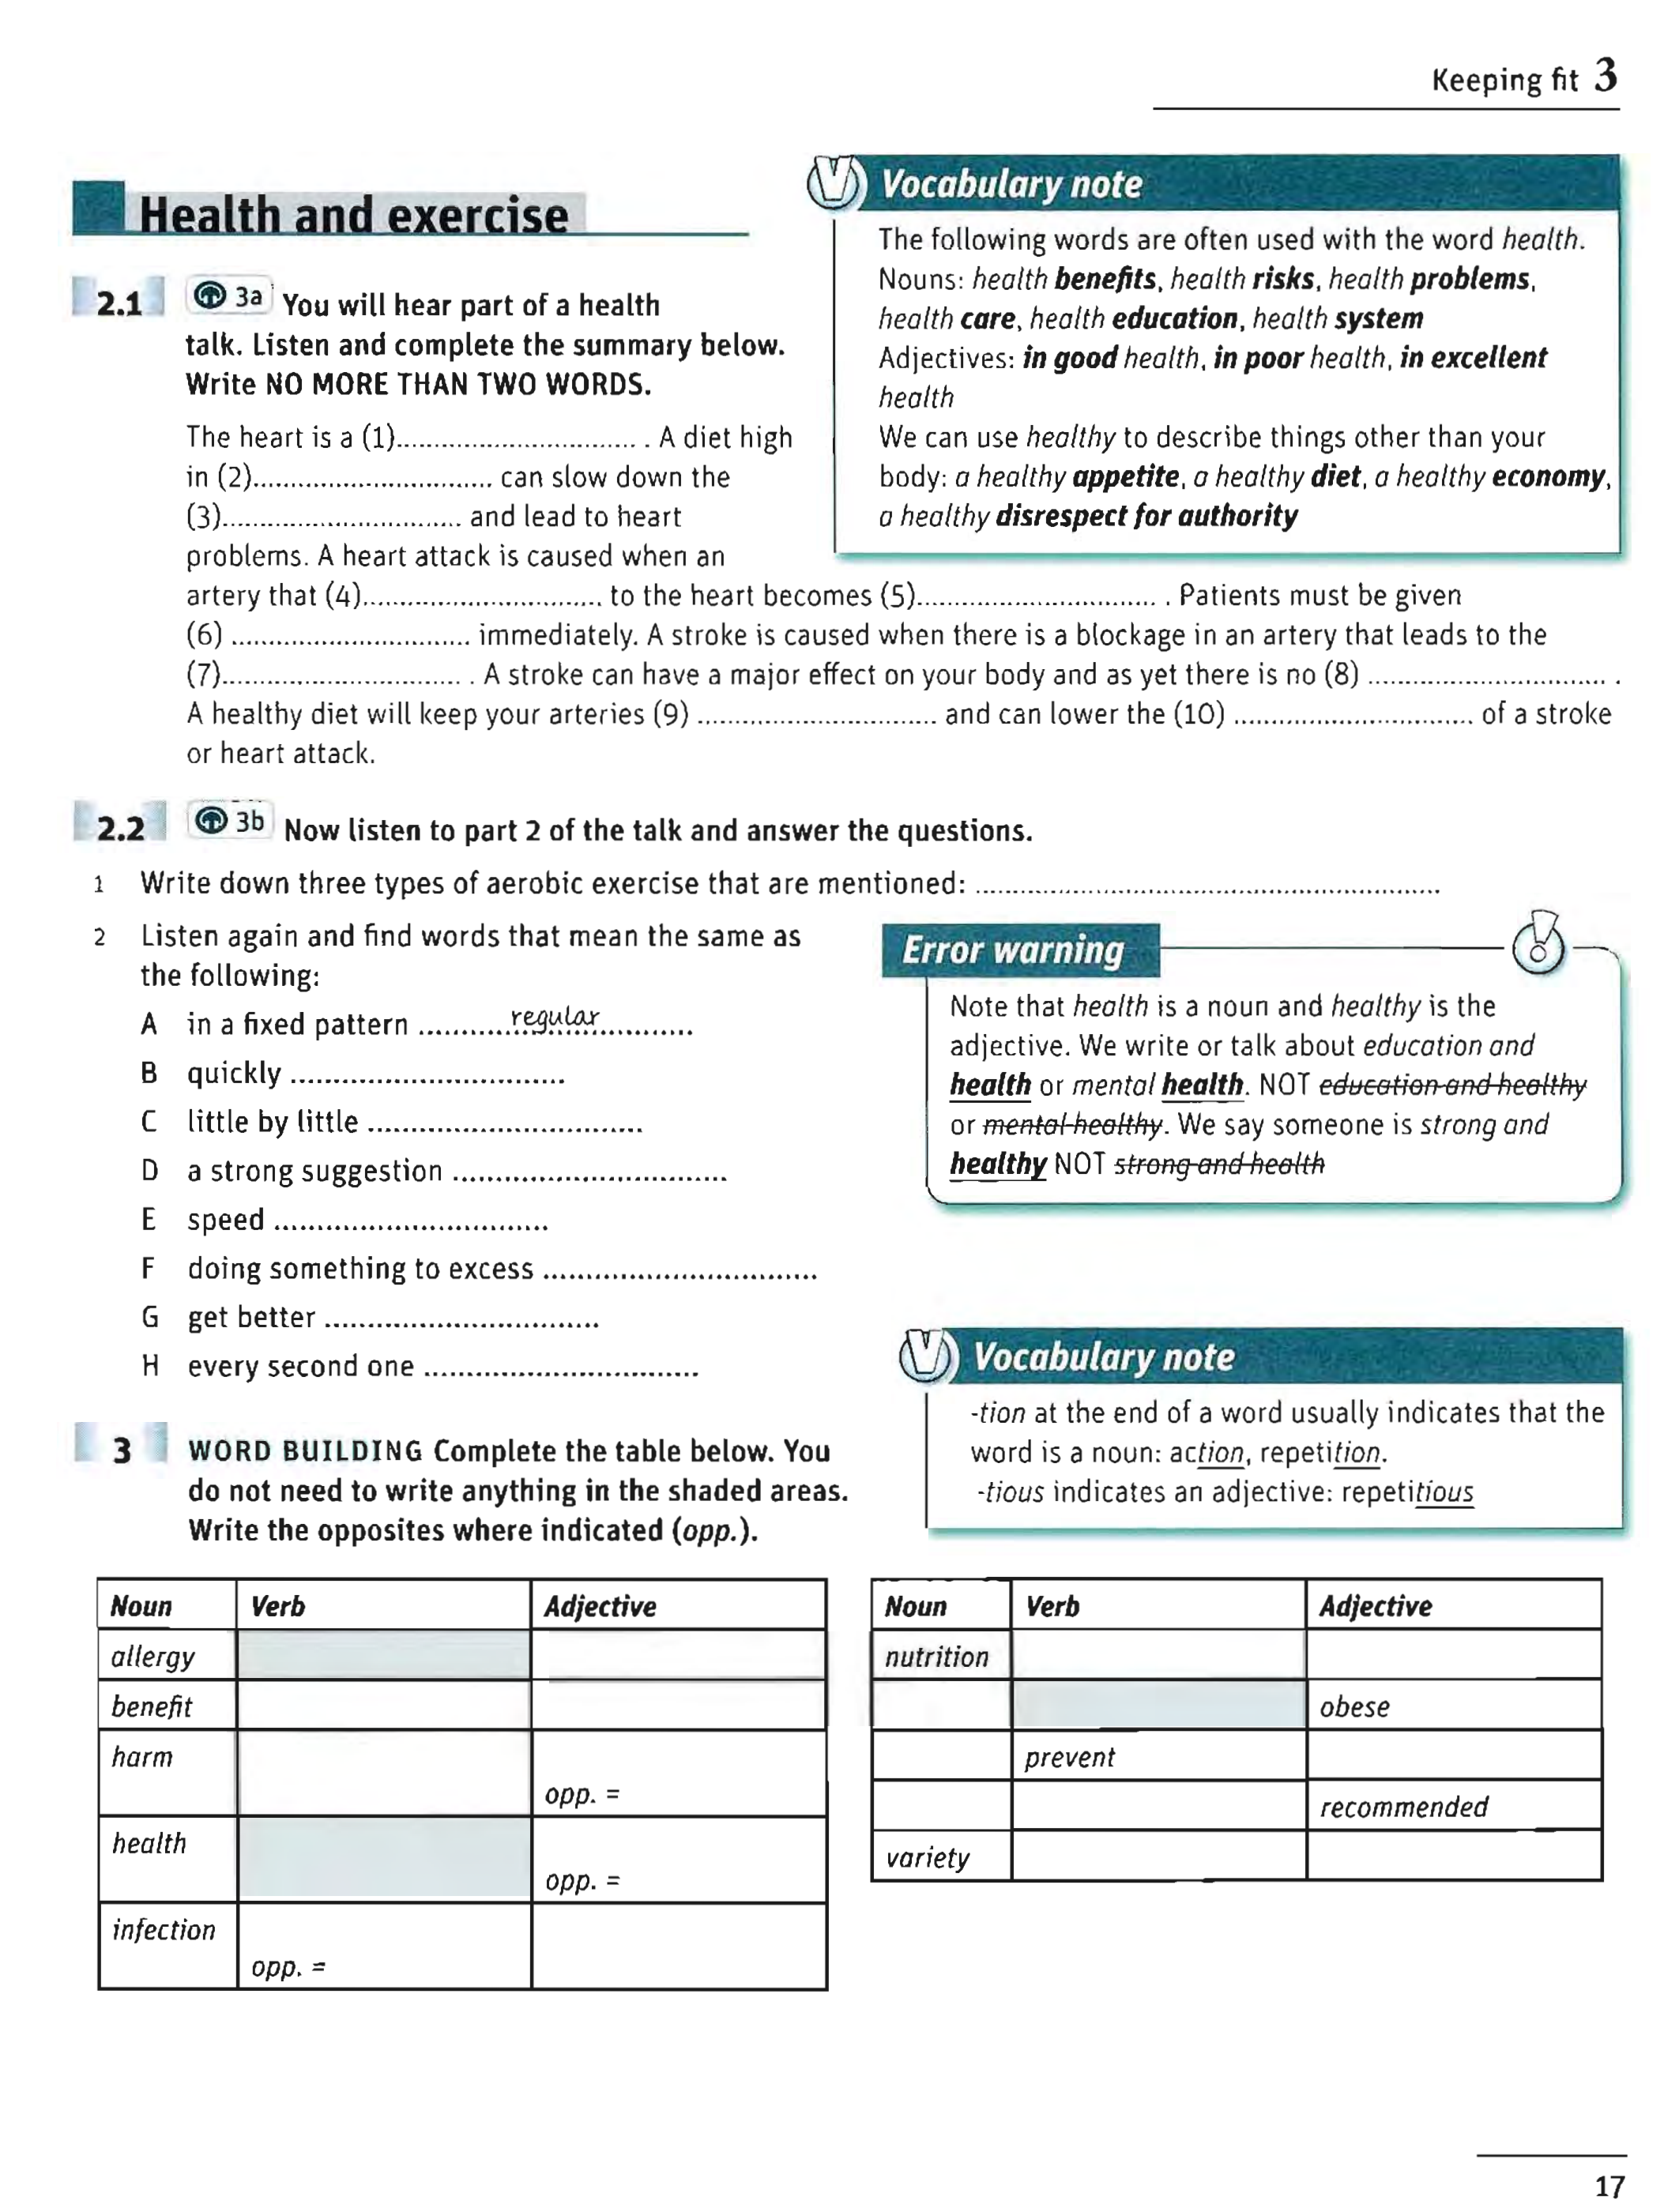 Keeping fit 3
Health and exercise
2.1 3a You will hear part of a health
talk. Listen and complete the summary below.
Write NO MORE THAN TWO WORDS.
The heart is a (1)................................ . A diet high
in (2)................................ can slow down the
(3)................................ and lead to heart
problems. A heart attack is caused when an
artery that (4)................................ to the heart becomes (5)................................ . Patients must be given
(6) ................................ immediately. A stroke is caused when there is a blockage in an artery that leads to the
(7)................................ . A stroke can have a major effect on your body and as yet there is no (8) ................................ .
A healthy diet will keep your arteries (9) ................................ and can lower the (10) ................................ of a stroke
or heart attack.
Vocabulary note
The following words are often used with the word health.
Nouns: health benefits, health risks, health problems,
health care, health education, health system
Adjectives: in good health, in poor health, in excellent
health
We can use healthy to describe things other than your
body: a healthy appetite, a healthy diet, a healthy economy,
a healthy disrespect for authority
2.2 3b Now listen to part 2 of the talk and answer the questions.
1 Write down three types of aerobic exercise that are mentioned: ................................................................
2 Listen again and find words that mean the same as
the following:
A in a fixed pattern ...........regular...........
B quickly ................................
C little by little ................................
D a strong suggestion ................................
E speed ................................
F doing something to excess ................................
G get better ................................
H every second one ................................
Error warning
Note that health is a noun and healthy is the
adjective. We write or talk about education and
health or mental health. NOT education and healthy
or mental healthy. We say someone is strong and
healthy NOT strong and health
Vocabulary note
-tion at the end of a word usually indicates that the
word is a noun: action, repetition.
-tious indicates an adjective: repetitious
3 WORD BUILDING Complete the table below. You
do not need to write anything in the shaded areas.
Write the opposites where indicated (opp.).
Noun Verb Adjective
allergy
benefit
harm
opp. =
health
opp. =
infection
opp. =
Noun Verb Adjective
nutrition
obese
prevent
recommended
variety
17